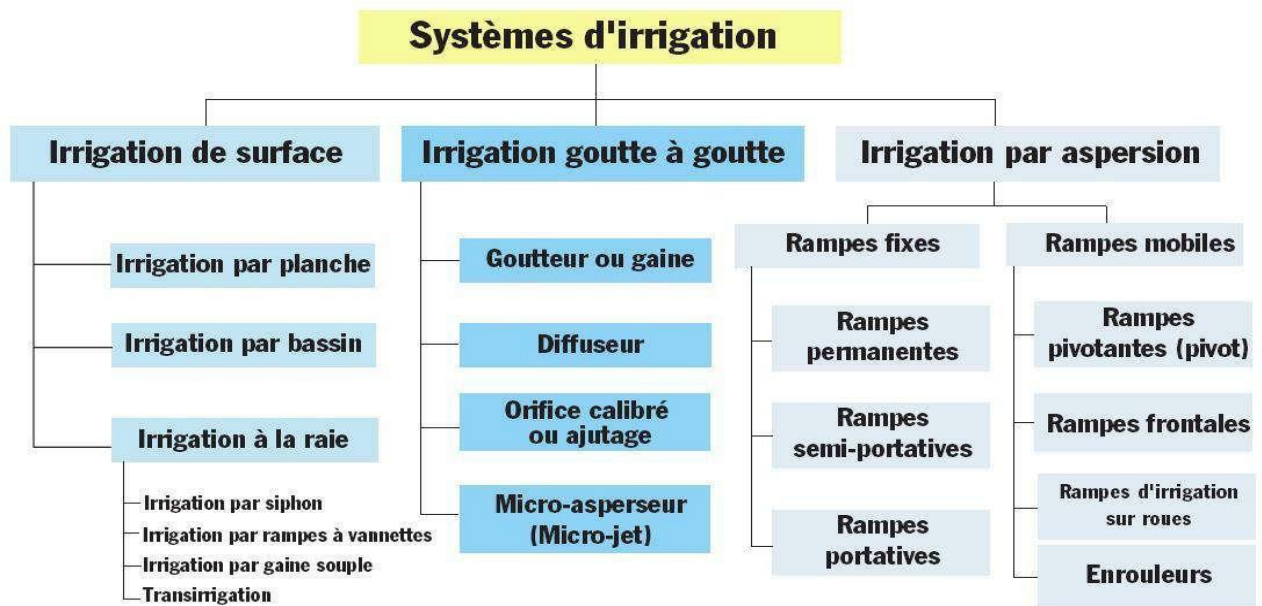 Systèmes d'irrigation
Irrigation de surface
Irrigation par planche
Irrigation par bassin
Irrigation à la raie
Irrigation par siphon
Irrigation par rampes à vannettes
Irrigation par gaine souple
Transirrigation
Irrigation goutte à goutte
Goutteur ou gaine
Diffuseur
Orifice calibré
ou ajutage
Micro-asperseur
(Micro-jet)
Irrigation par aspersion
Rampes fixes
Rampes
permanentes
Rampes
semi-portatives
Rampes
portatives
Rampes mobiles
Rampes
pivotantes (pivot)
Rampes frontales
Rampes d'irrigation
sur roues
Enrouleurs